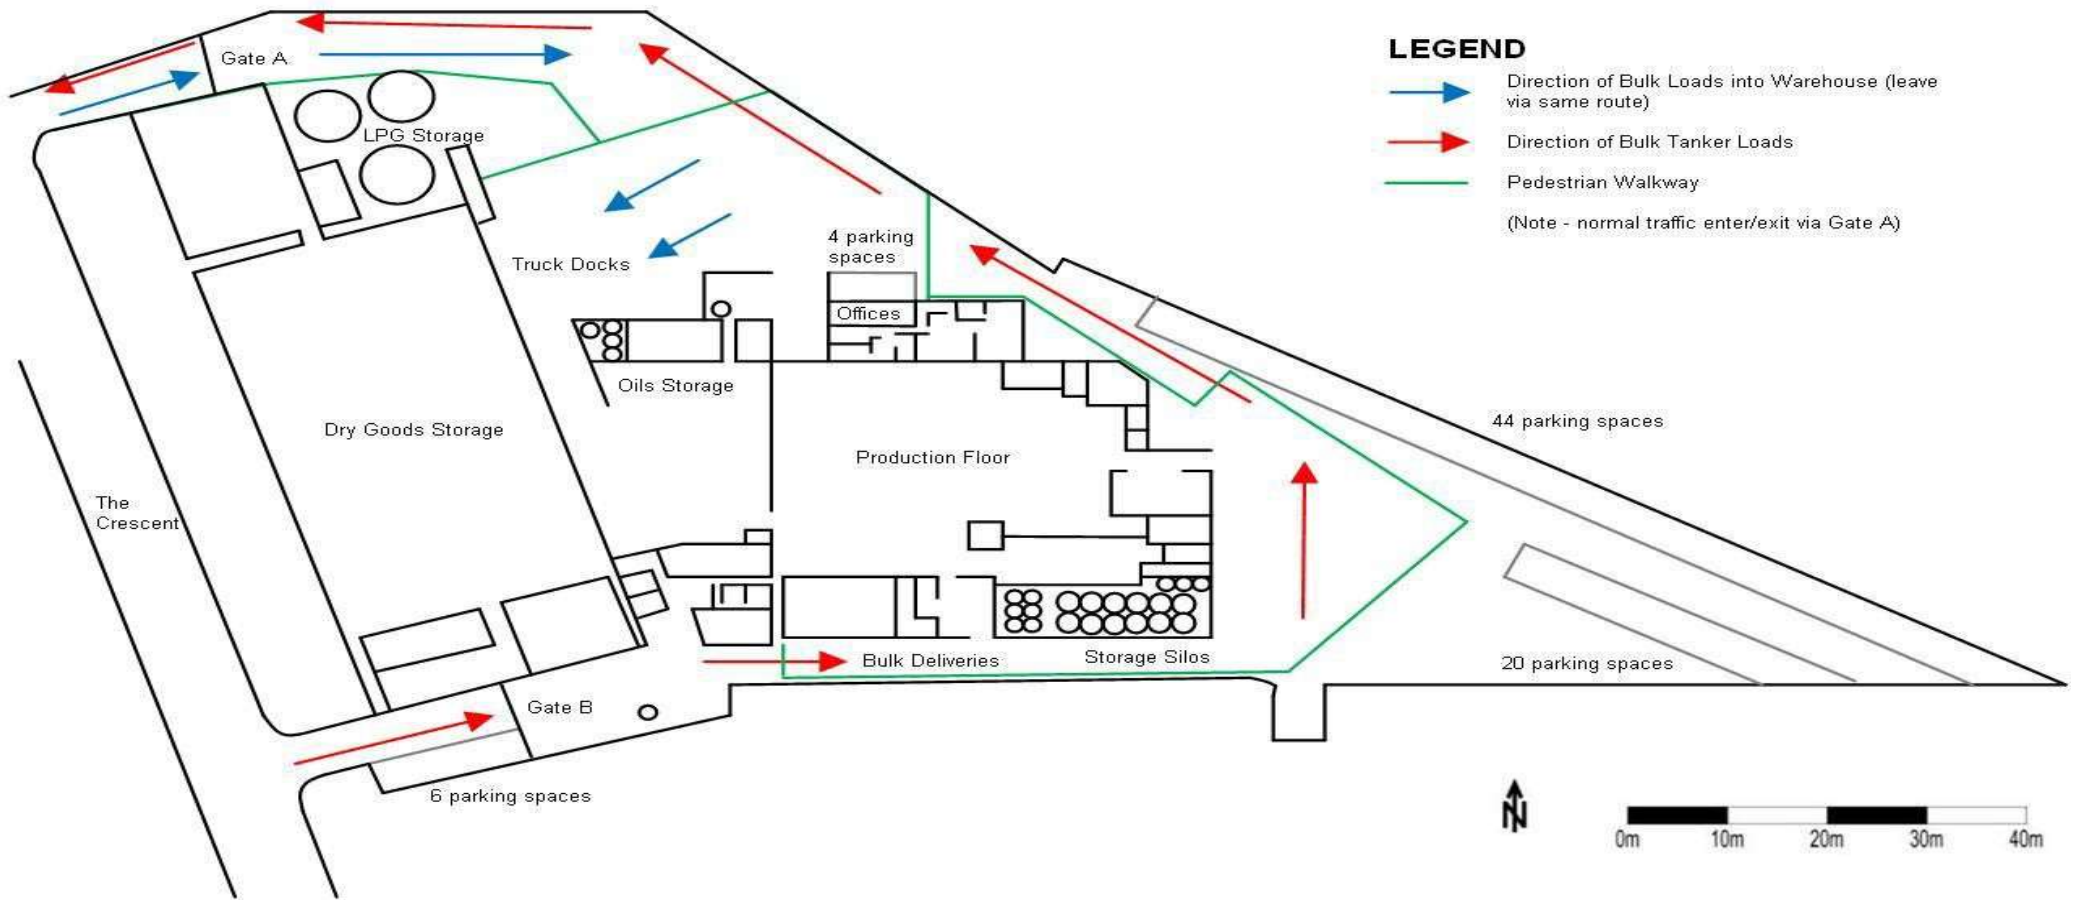 LEGEND
Direction of Bulk Loads into Warehouse (leave
via same route)
Direction of Bulk Tanker Loads
Pedestrian Walkway
(Note - normal traffic enter/exit via Gate A)
Gate A
LPG Storage
4 parking
spaces
Truck Docks
Offices
Oils Storage
44 parking spaces
Dry Goods Storage
Production Floor
The
Crescent
Bulk Deliveries
Storage Silos
20 parking spaces
Gate B
6 parking spaces
N
0m 10m 20m 30m 40m